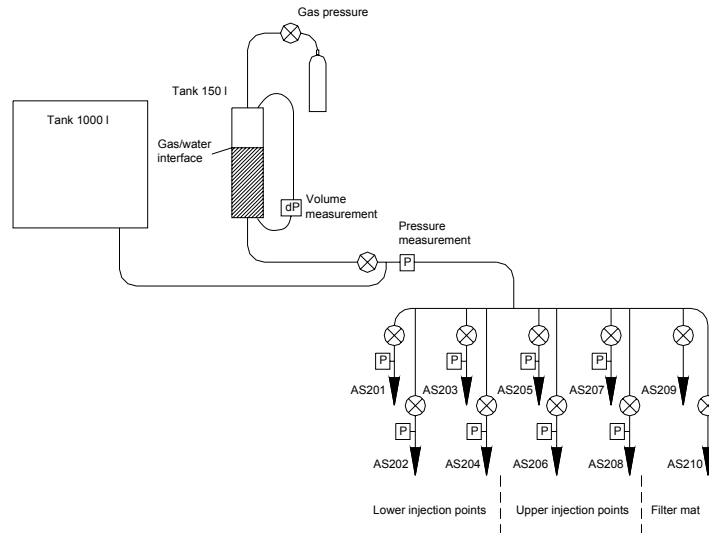 Gas pressure
Tank 150 l
Tank 1000 l
Gas/water
interface
dP
Volume
measurement
Pressure
measurement
P
P
P
P
P
AS201
AS203
AS205
AS207
AS209
P
P
P
P
AS202
AS204
AS206
AS208
AS210
Lower injection points
Upper injection points
Filter mat